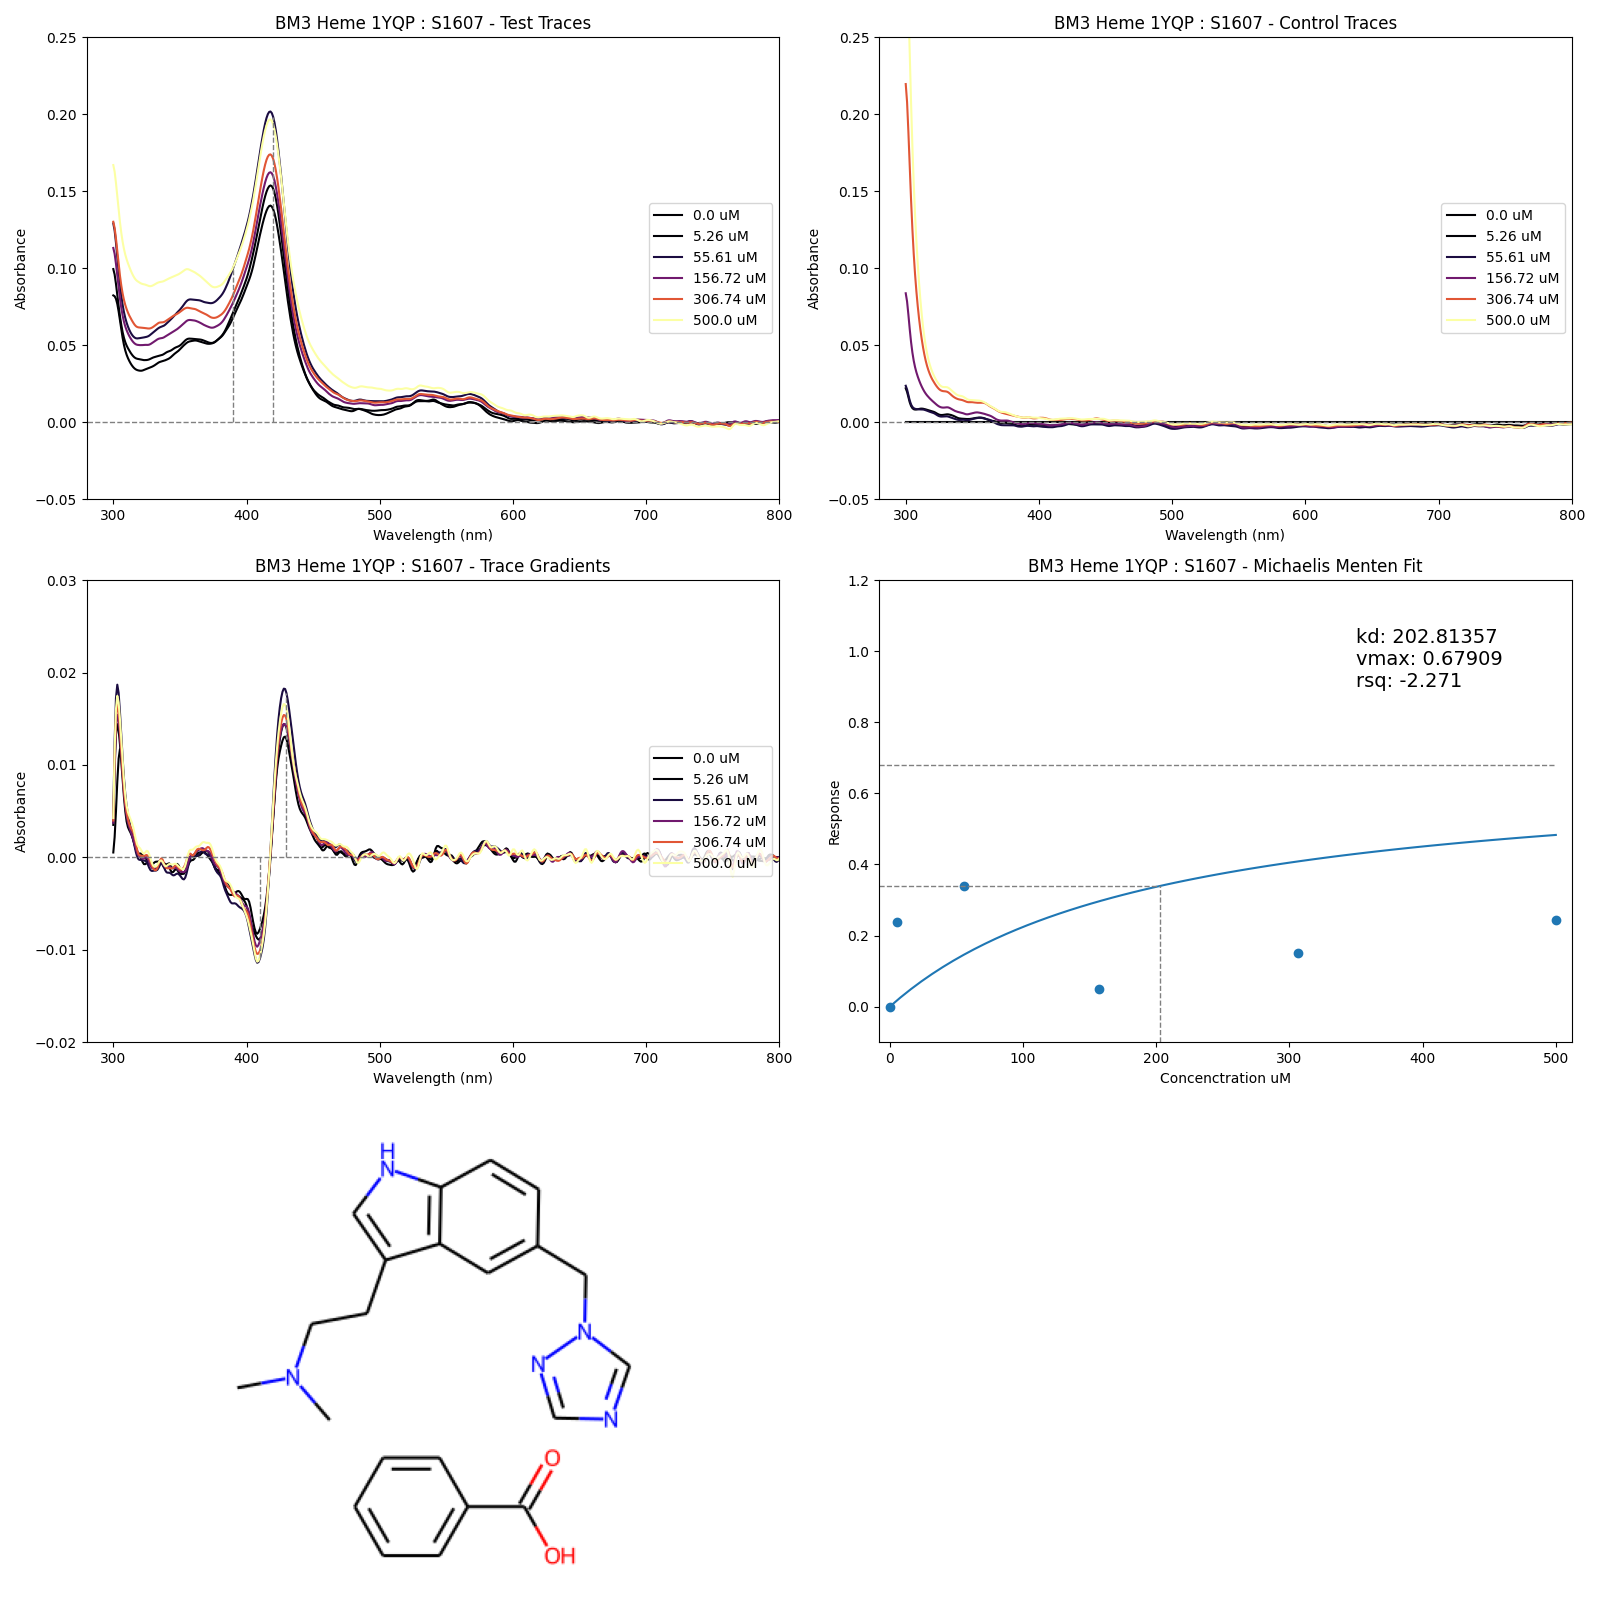 BM3 Heme 1YQP : S1607 - Test Traces
0.25
0.20
0.15
0.10
0.05
0.00
−0.05
Absorbance
300
400
500
600
700
800
Wavelength (nm)
0.0 uM
5.26 uM
55.61 uM
156.72 uM
306.74 uM
500.0 uM
BM3 Heme 1YQP : S1607 - Control Traces
0.25
0.20
0.15
0.10
0.05
0.00
−0.05
Absorbance
300
400
500
600
700
800
Wavelength (nm)
0.0 uM
5.26 uM
55.61 uM
156.72 uM
306.74 uM
500.0 uM
BM3 Heme 1YQP : S1607 - Trace Gradients
0.03
0.02
0.01
0.00
−0.01
−0.02
Absorbance
300
400
500
600
700
800
Wavelength (nm)
0.0 uM
5.26 uM
55.61 uM
156.72 uM
306.74 uM
500.0 uM
BM3 Heme 1YQP : S1607 - Michaelis Menten Fit
1.2
1.0
0.8
0.6
0.4
0.2
0.0
Response
kd: 202.81357
vmax: 0.67909
rsq: -2.271
0
100
200
300
400
500
Concenctration uM
H
N
N
N
N
N
O
OH